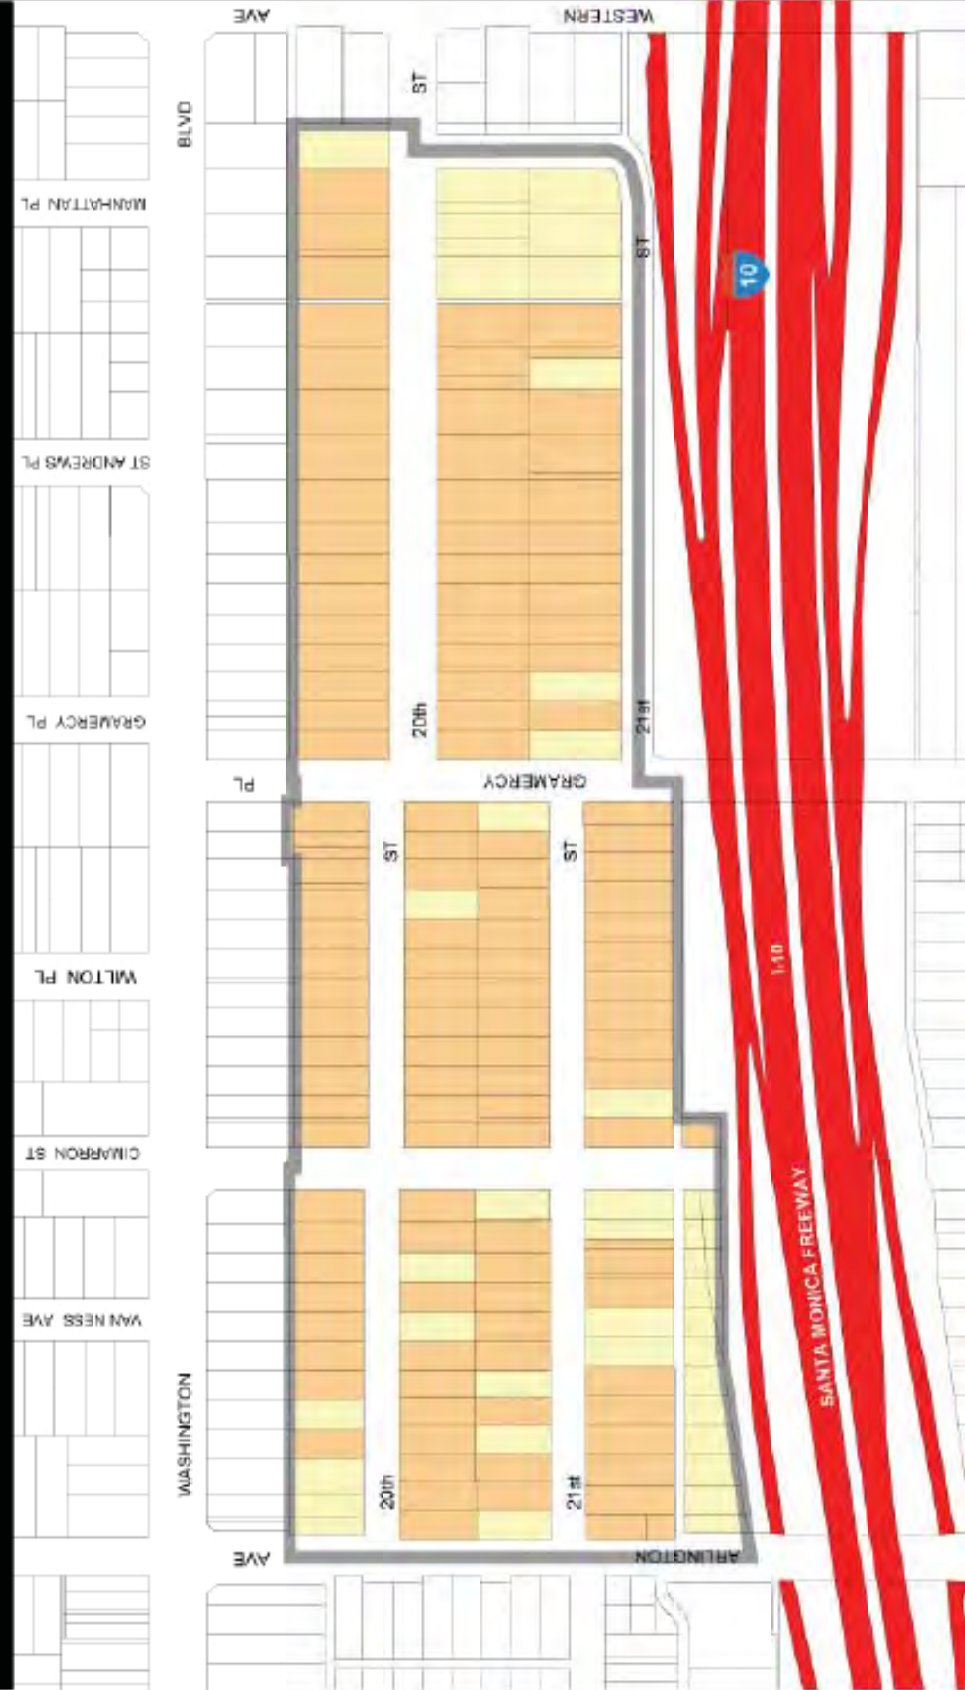 AVE
WESTERN
ST
BLVD
MANHATTAN PL
ST
10
ST ANDREWS PL
20th
21st
GRAMERCY PL
PL
GRAMERCY
ST
ST
I-10
WILTON PL
CIMARRON ST
SANTA MONICA FREEWAY
VAN NESS AVE
WASHINGTON
20th
21st
AVE
ARLINGTON